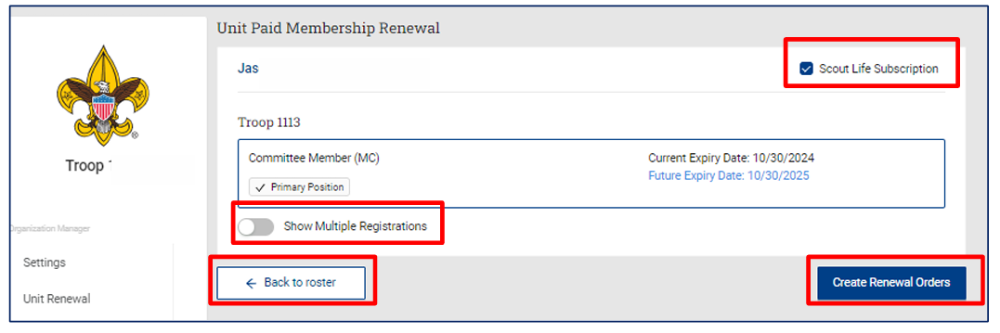 Unit Paid Membership Renewal
Jas
Scout Life Subscription
Troop 1113
Committee Member (MC)
Primary Position
Current Expiry Date: 10/30/2024
Future Expiry Date: 10/30/2025
Show Multiple Registrations
Back to roster
Create Renewal Orders
®
Troop 1
Organization Manager
Settings
Unit Renewal